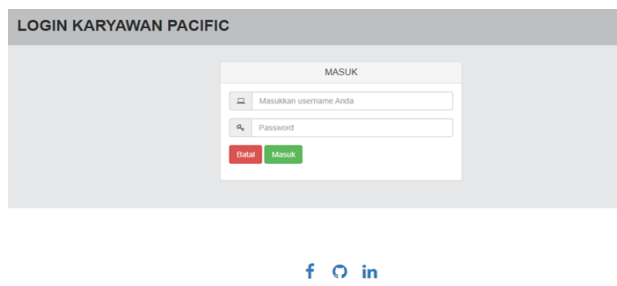 LOGIN KARYAWAN PACIFIC
MASUK
Masukkan username Anda
Password
Batal Masuk